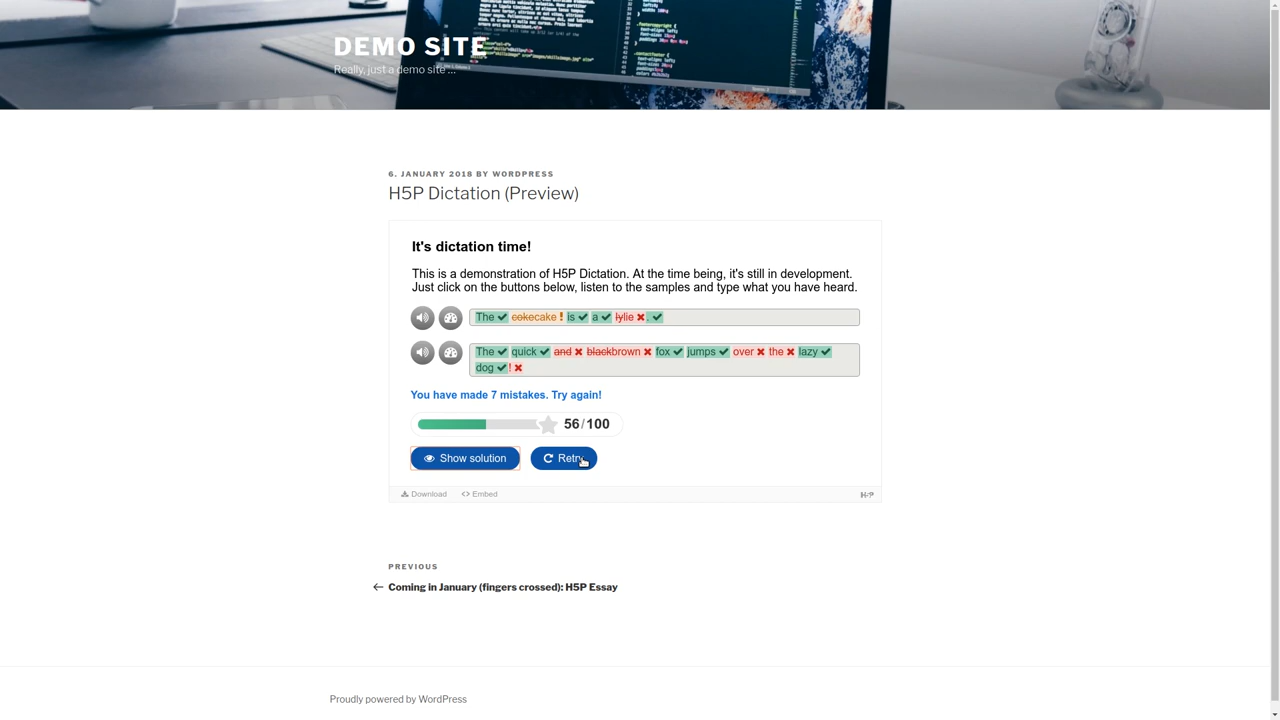 DEMO SITE
Really, just a demo site ...
6. JANUARY 2018 BY WORDPRESS
H5P Dictation (Preview)
It's dictation time!
This is a demonstration of H5P Dictation. At the time being, it's still in development.
Just click on the buttons below, listen to the samples and type what you have heard.
The ✔ cokecake ! is ✔ a ✔ lylie ✖ . ✔
The ✔ quick ✔ and ✖ blackbrown ✖ fox ✔ jumps ✔ over ✖ the ✖ lazy ✔
dog ✔ ! ✖
You have made 7 mistakes. Try again!
56/100
Show solution Retry
Download <> Embed H5P
PREVIOUS
← Coming in January (fingers crossed): H5P Essay
Proudly powered by WordPress